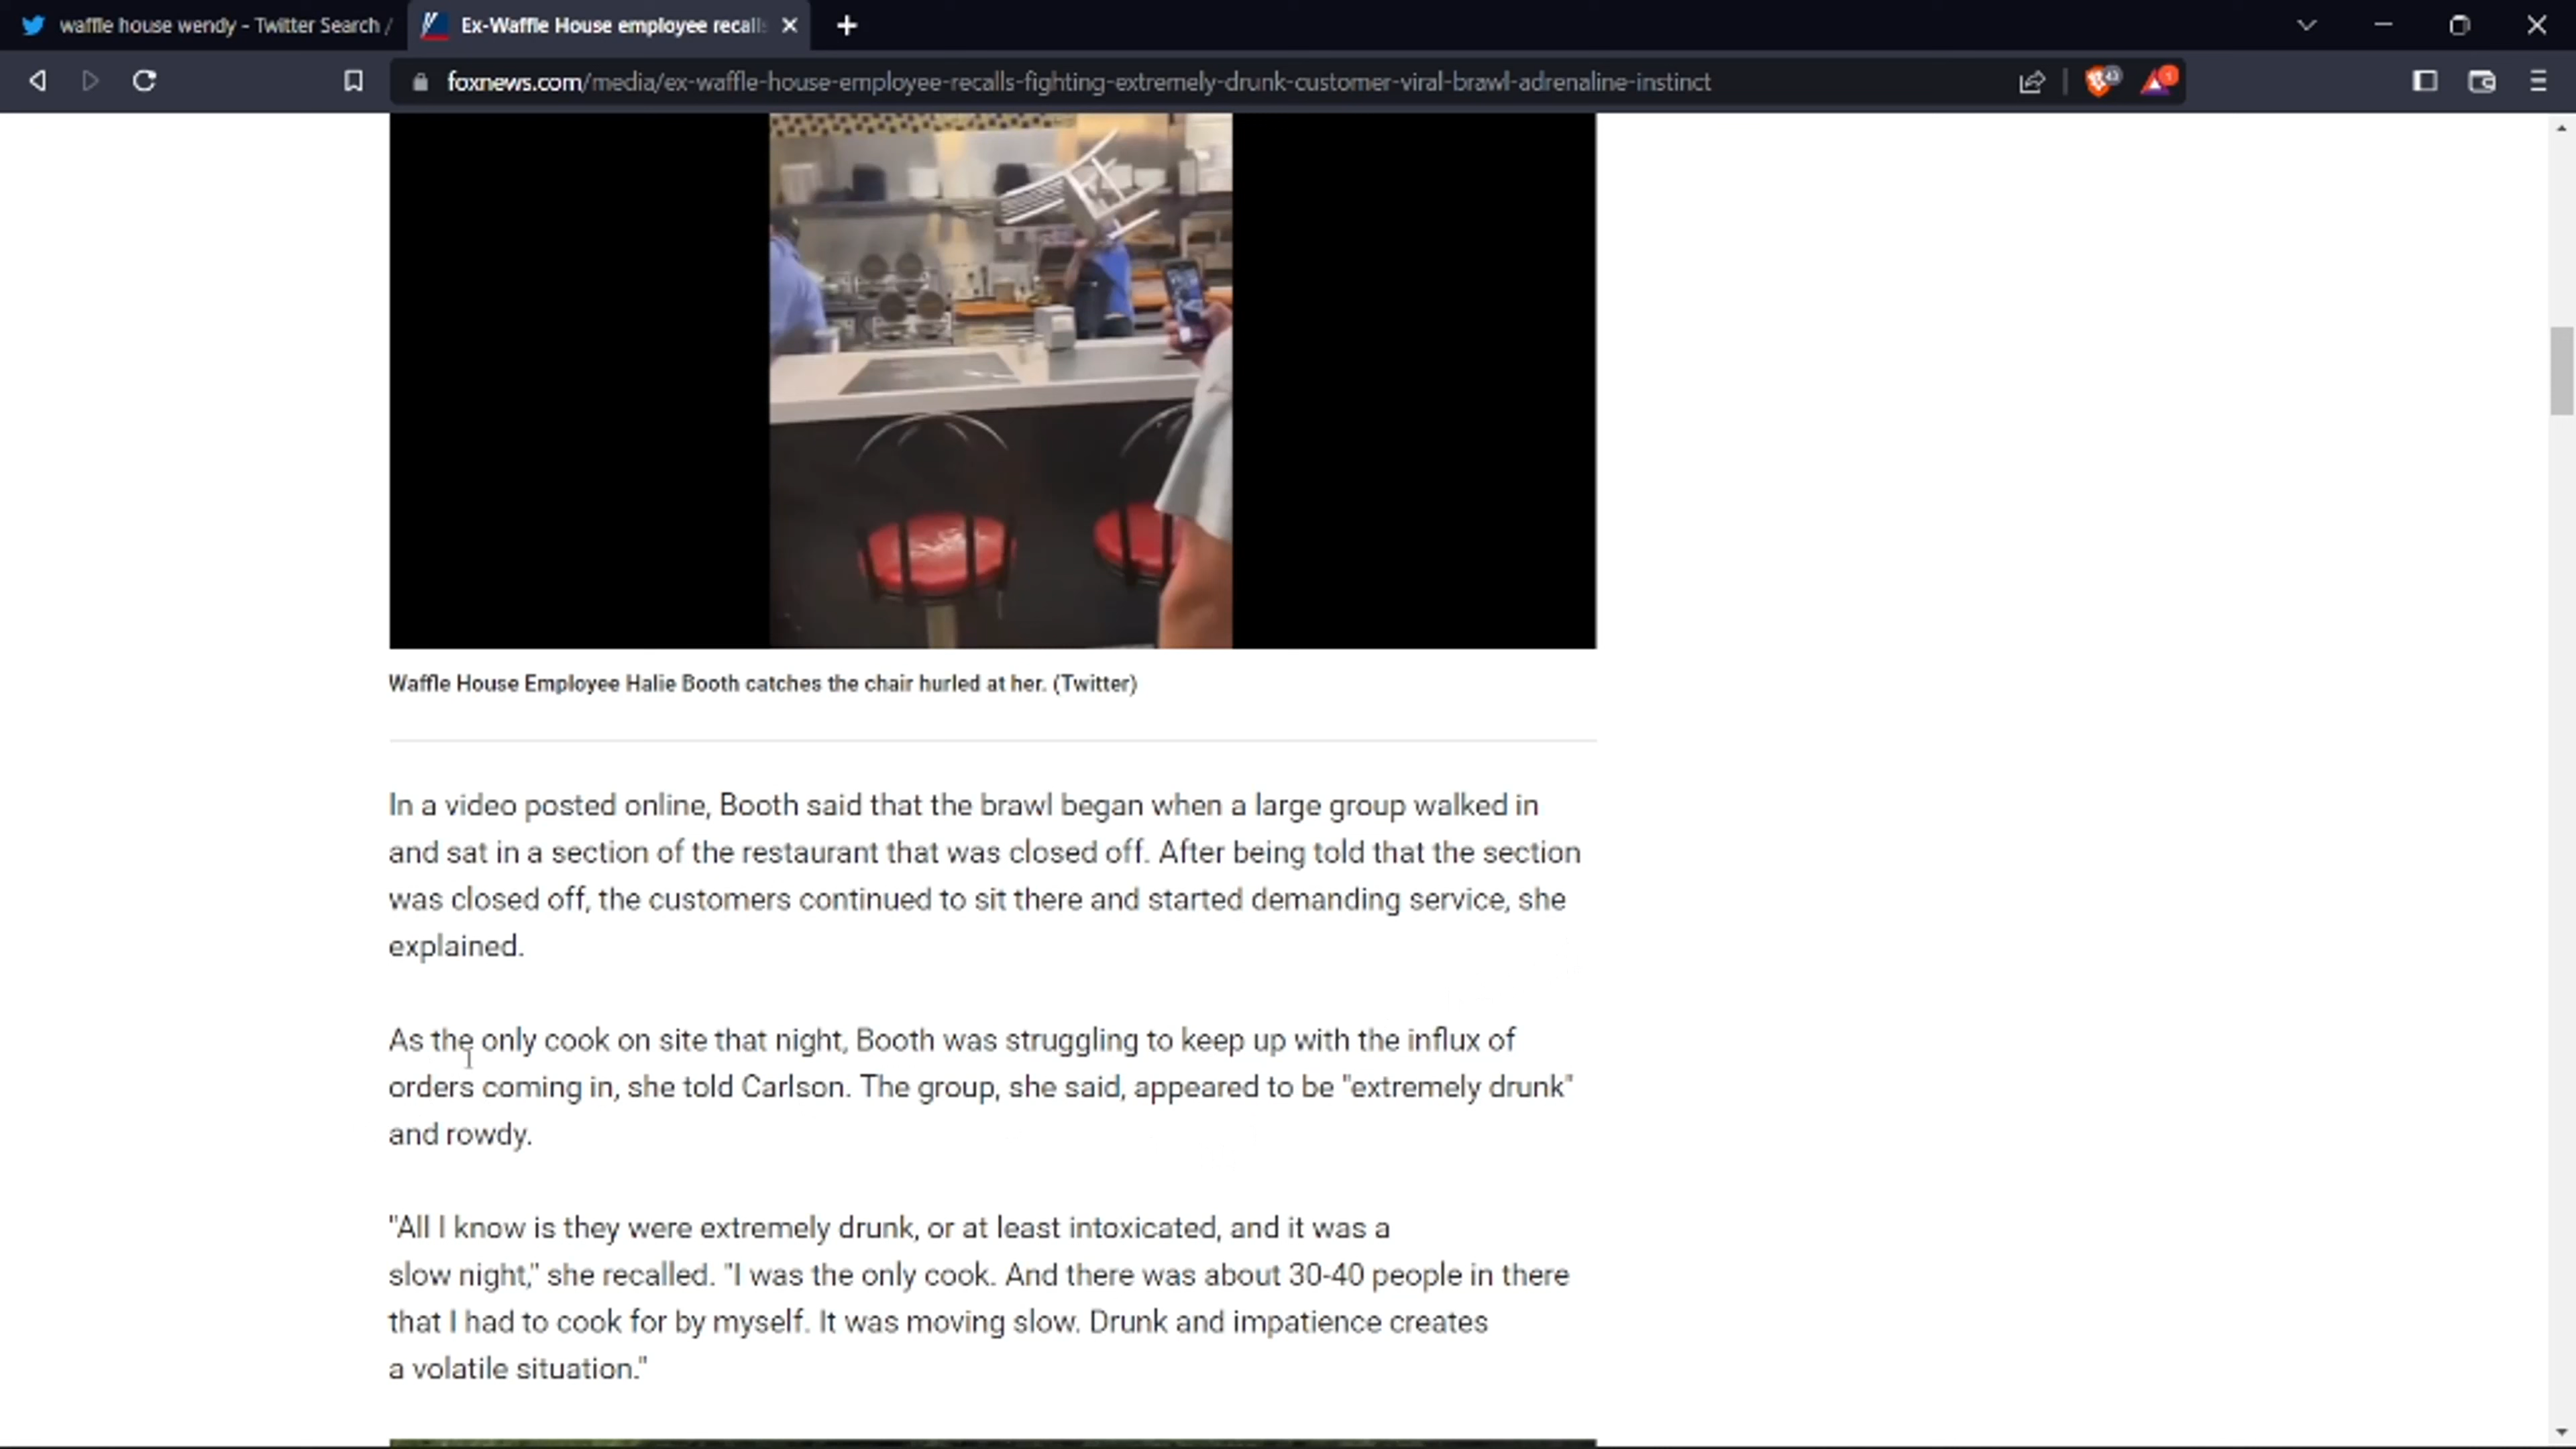 waffle house wendy - Twitter Search /
Ex-Waffle House employee recalls
foxnews.com/media/ex-waffle-house-employee-recalls-fighting-extremely-drunk-customer-viral-brawl-adrenaline-instinct
43
1
Waffle House Employee Halie Booth catches the chair hurled at her. (Twitter)
In a video posted online, Booth said that the brawl began when a large group walked in
and sat in a section of the restaurant that was closed off. After being told that the section
was closed off, the customers continued to sit there and started demanding service, she
explained.
As the only cook on site that night, Booth was struggling to keep up with the influx of
orders coming in, she told Carlson. The group, she said, appeared to be "extremely drunk"
and rowdy.
"All I know is they were extremely drunk, or at least intoxicated, and it was a
slow night," she recalled. "I was the only cook. And there was about 30-40 people in there
that I had to cook for by myself. It was moving slow. Drunk and impatience creates
a volatile situation."